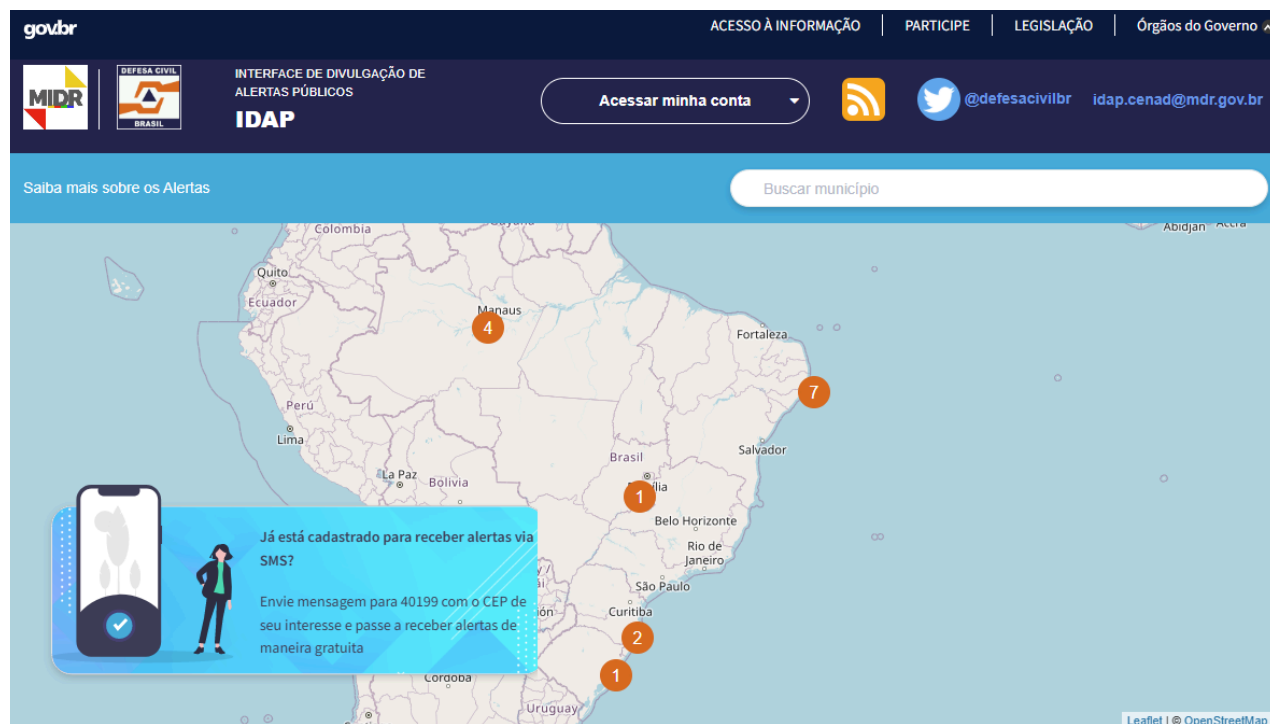 gov.br
ACESSO À INFORMAÇÃO
PARTICIPE
LEGISLAÇÃO
Órgãos do Governo
MIDR
DEFESA CIVIL
BRASIL
INTERFACE DE DIVULGAÇÃO DE
ALERTAS PÚBLICOS
IDAP
Acessar minha conta
@defesacivilbr
idap.cenad@mdr.gov.br
Saiba mais sobre os Alertas
Buscar município
Colombia
Abidjan
Accra
Quito
Ecuador
Manaus
4
Fortaleza
7
Perú
Lima
Salvador
Brasil
La Paz
Bolivia
1
Belo Horizonte
Rio de
Janeiro
São Paulo
Curitiba
2
1
Já está cadastrado para receber alertas via
SMS?
Envie mensagem para 40199 com o CEP de
seu interesse e passe a receber alertas de
maneira gratuita
Córdoba
Uruguay
Leaflet | © OpenStreetMap